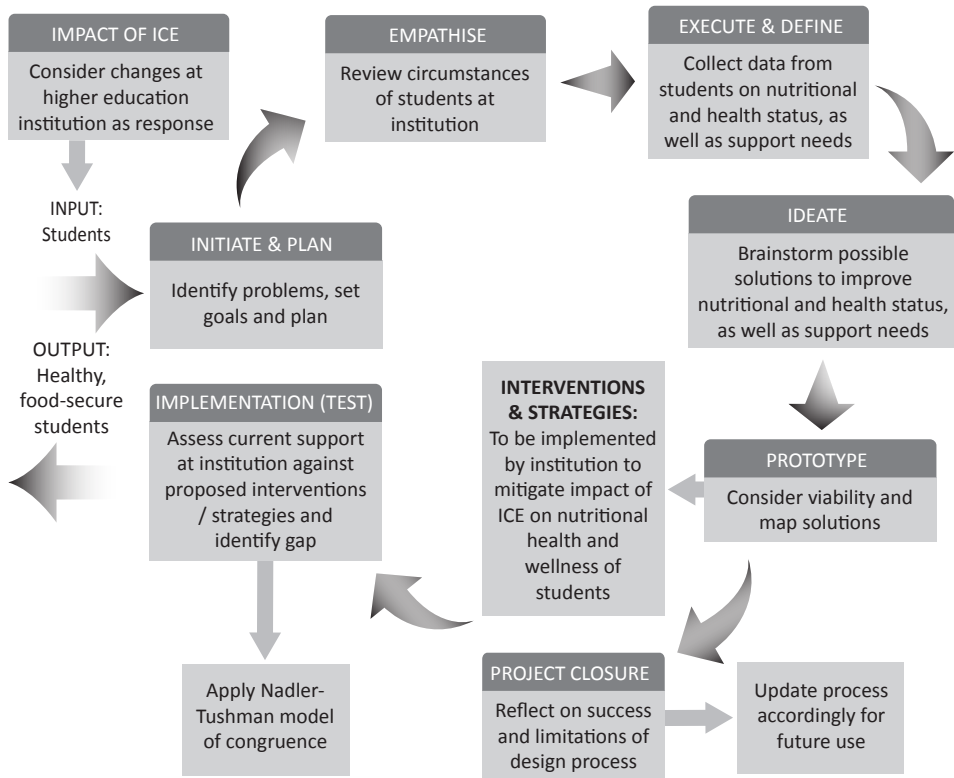 IMPACT OF ICE
Consider changes at
higher education
institution as response
INPUT:
Students
INITIATE & PLAN
Identify problems, set
goals and plan
EMPATHISE
Review circumstances
of students at
institution
EXECUTE & DEFINE
Collect data from
students on nutritional
and health status, as
well as support needs
IDEATE
Brainstorm possible
solutions to improve
nutritional and health status,
as well as support needs
PROTOTYPE
Consider viability and
map solutions
INTERVENTIONS
& STRATEGIES:
To be implemented
by institution to
mitigate impact of
ICE on nutritional
health and
wellness of
students
PROJECT CLOSURE
Reflect on success
and limitations of
design process
Update process
accordingly for
future use
IMPLEMENTATION (TEST)
Assess current support
at institution against
proposed interventions
/ strategies and
identify gap
Apply Nadler-
Tushman model
of congruence
OUTPUT:
Healthy,
food-secure
students